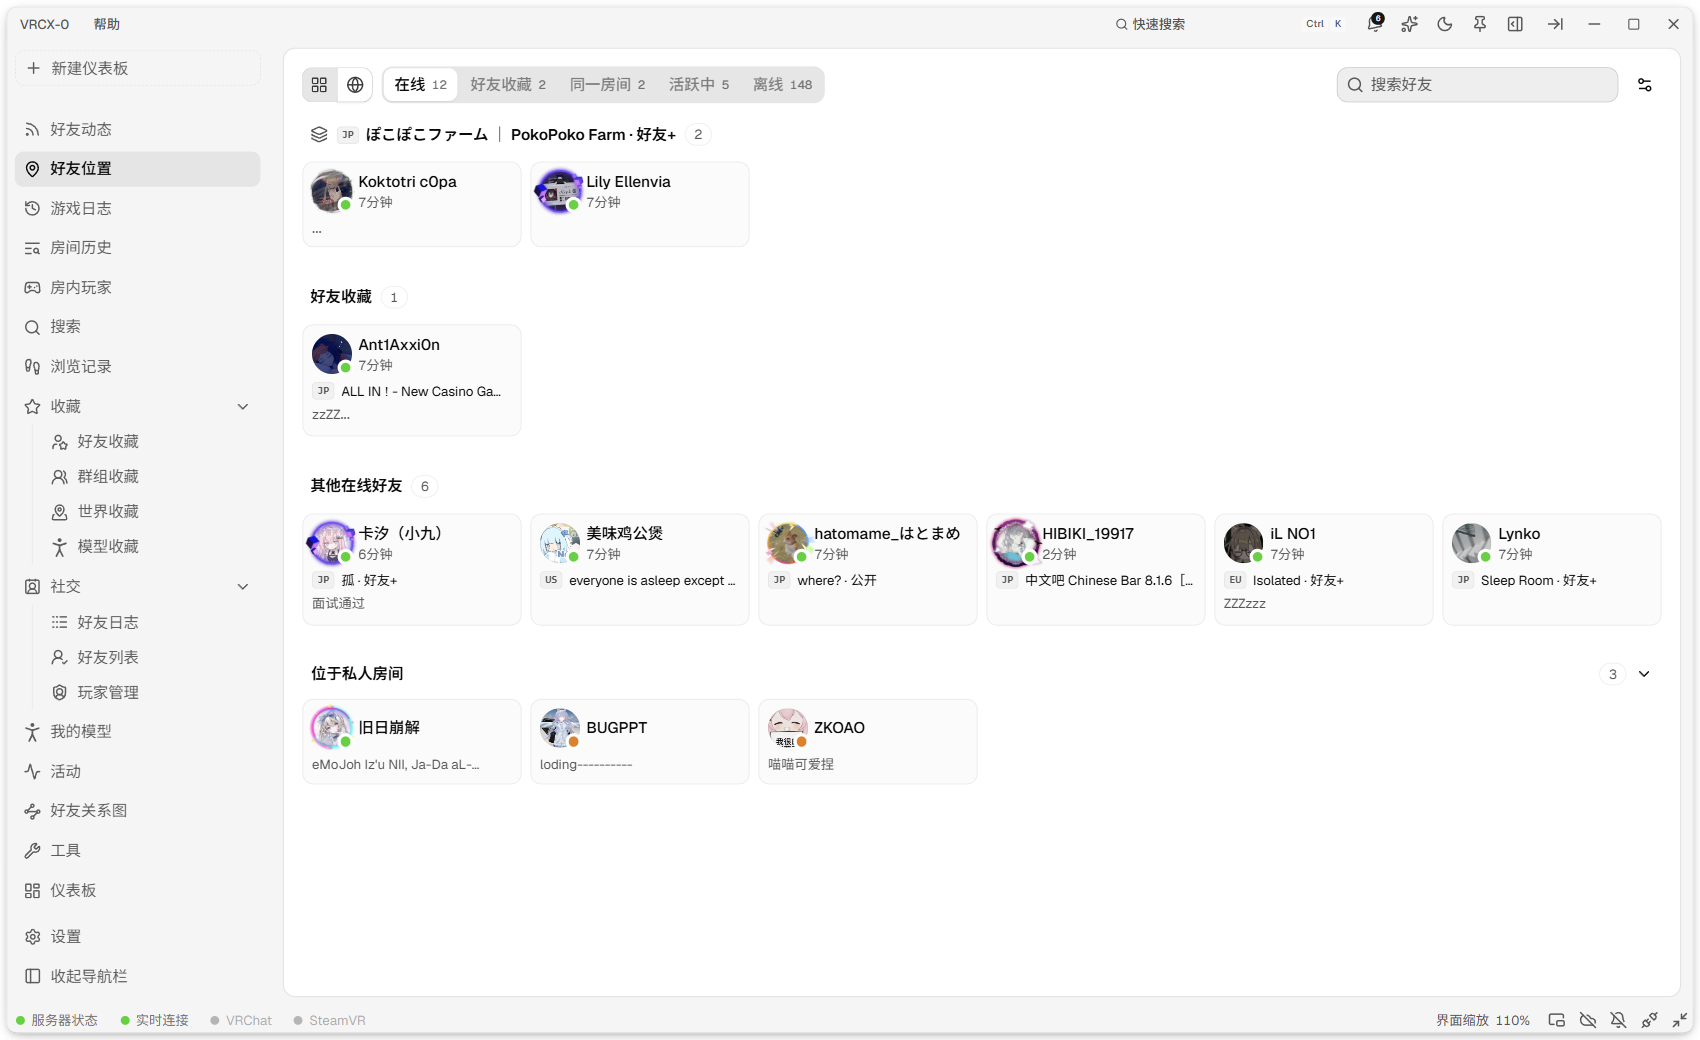 VRCX-0 帮助 快速搜索 Ctrl K 6
新建仪表板
好友动态
好友位置
游戏日志
房间历史
房内玩家
搜索
浏览记录
收藏
好友收藏
群组收藏
世界收藏
模型收藏
社交
好友日志
好友列表
玩家管理
我的模型
活动
好友关系图
工具
仪表板
设置
收起导航栏
在线 12 好友收藏 2 同一房间 2 活跃中 5 离线 148 搜索好友
JP ぽこぽこファーム｜PokoPoko Farm · 好友+ 2
Koktotri c0pa
7分钟
...
Lily Ellenvia
7分钟
好友收藏 1
Ant1Axxi0n
7分钟
JP ALL IN ! - New Casino Ga...
zzZZ...
其他在线好友 6
卡汐（小九）
6分钟
JP 孤 · 好友+
面试通过
美味鸡公煲
7分钟
US everyone is asleep except ...
hatomame_はとまめ
7分钟
JP where? · 公开
HIBIKI_19917
2分钟
JP 中文吧 Chinese Bar 8.1.6［...
iL NO1
7分钟
EU Isolated · 好友+
ZZZzzz
Lynko
7分钟
JP Sleep Room · 好友+
位于私人房间 3
旧日崩解
eMoJoh Iz'u NII, Ja-Da aL-...
BUGPPT
loding----------
ZKOAO
喵喵可爱捏
服务器状态 实时连接 VRChat SteamVR 界面缩放 110%